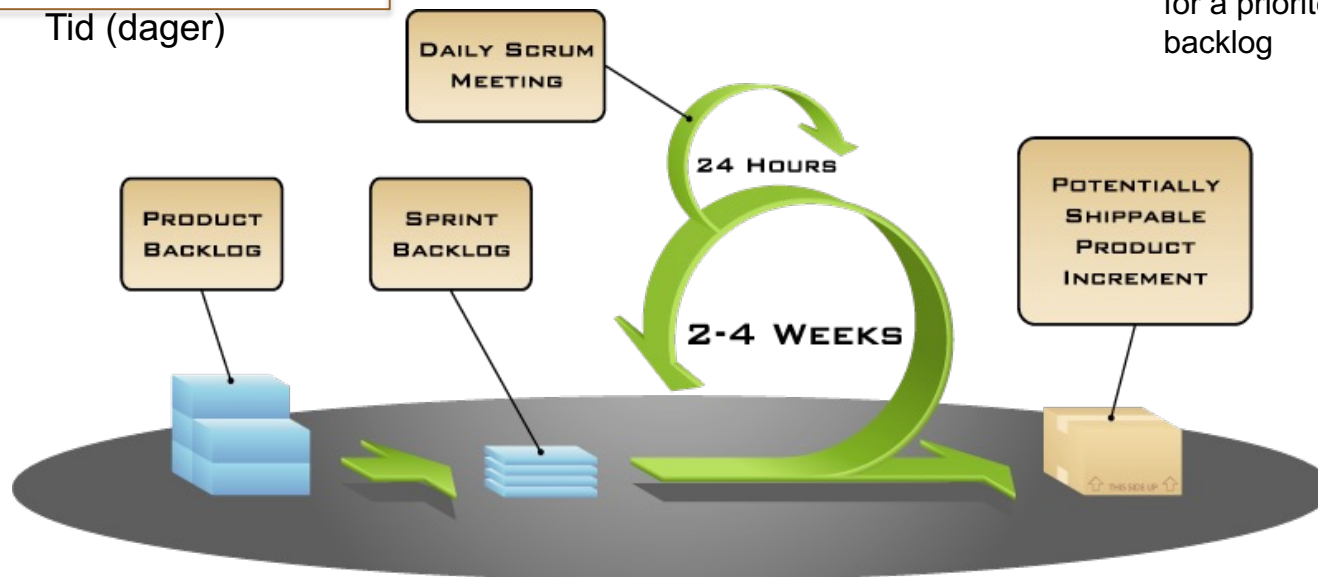 Tid (dager)
for a
backlog
DAILY SCRUM
MEETING
24 HOURS
PRODUCT
BACKLOG
SPRINT
BACKLOG
POTENTIALLY
SHIPPABLE
PRODUCT
INCREMENT
2-4 WEEKS
THIS SIDE UP